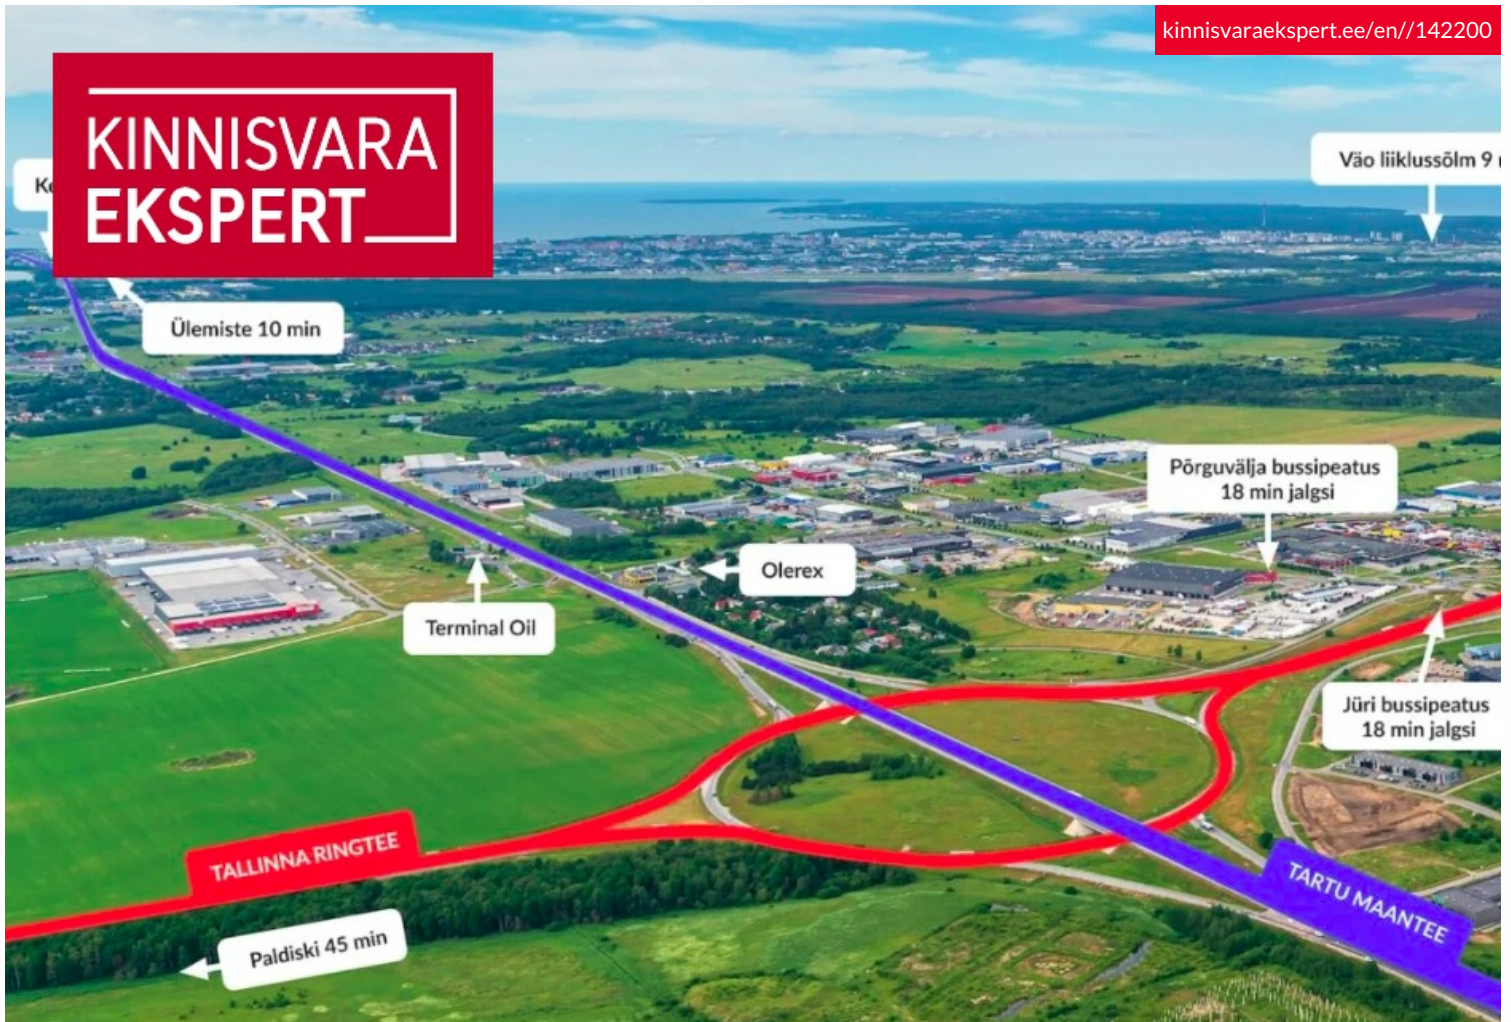 kinnisvaraekspert.ee/en//142200
KINNISVARA
EKSPERT
Väo liiklussõlm 9
Ülemiste 10 min
Põrguvälja bussipeatus
18 min jalgsi
Olerex
Terminal Oil
Jüri bussipeatus
18 min jalgsi
TALLINNA RINGTEE
TARTU MAANTEE
Paldiski 45 min